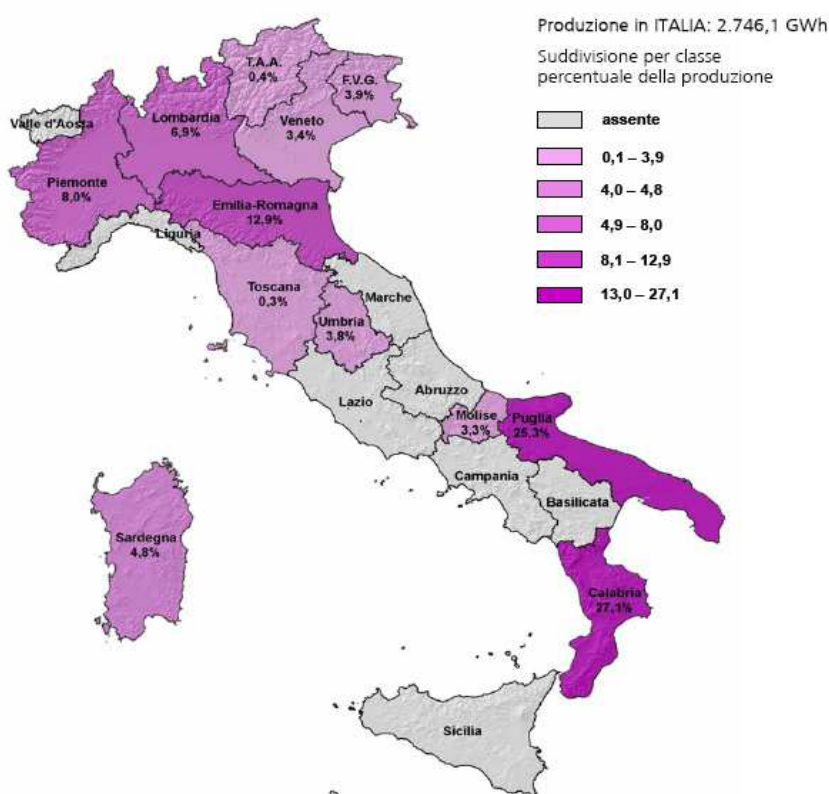 Produzione in ITALIA: 2.746,1 GWh
Suddivisione per classe
percentuale della produzione
assente
0,1 – 3,9
4,0 – 4,8
4,9 – 8,0
8,1 – 12,9
13,0 – 27,1
T.A.A.
0,4%
F.V.G.
3,9%
Valle d'Aosta
Lombardia
6,9%
Veneto
3,4%
Piemonte
8,0%
Emilia-Romagna
12,9%
Liguria
Toscana
0,3%
Marche
Umbria
3,8%
Lazio
Abruzzo
Molise
3,3%
Puglia
25,3%
Campania
Basilicata
Sardegna
4,8%
Calabria
27,1%
Sicilia